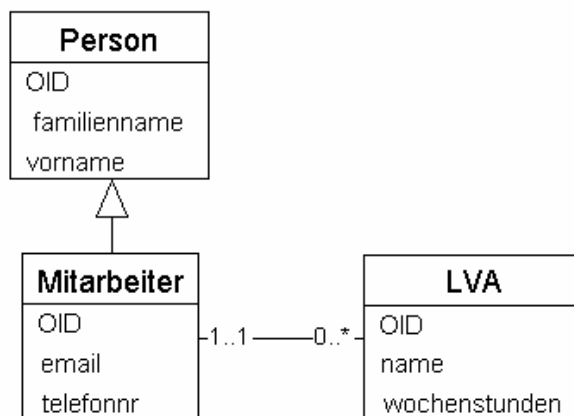 Person
OID
familienname
vorname
Mitarbeiter
OID
email
telefonnr
1..1
0..*
LVA
OID
name
wochenstunden